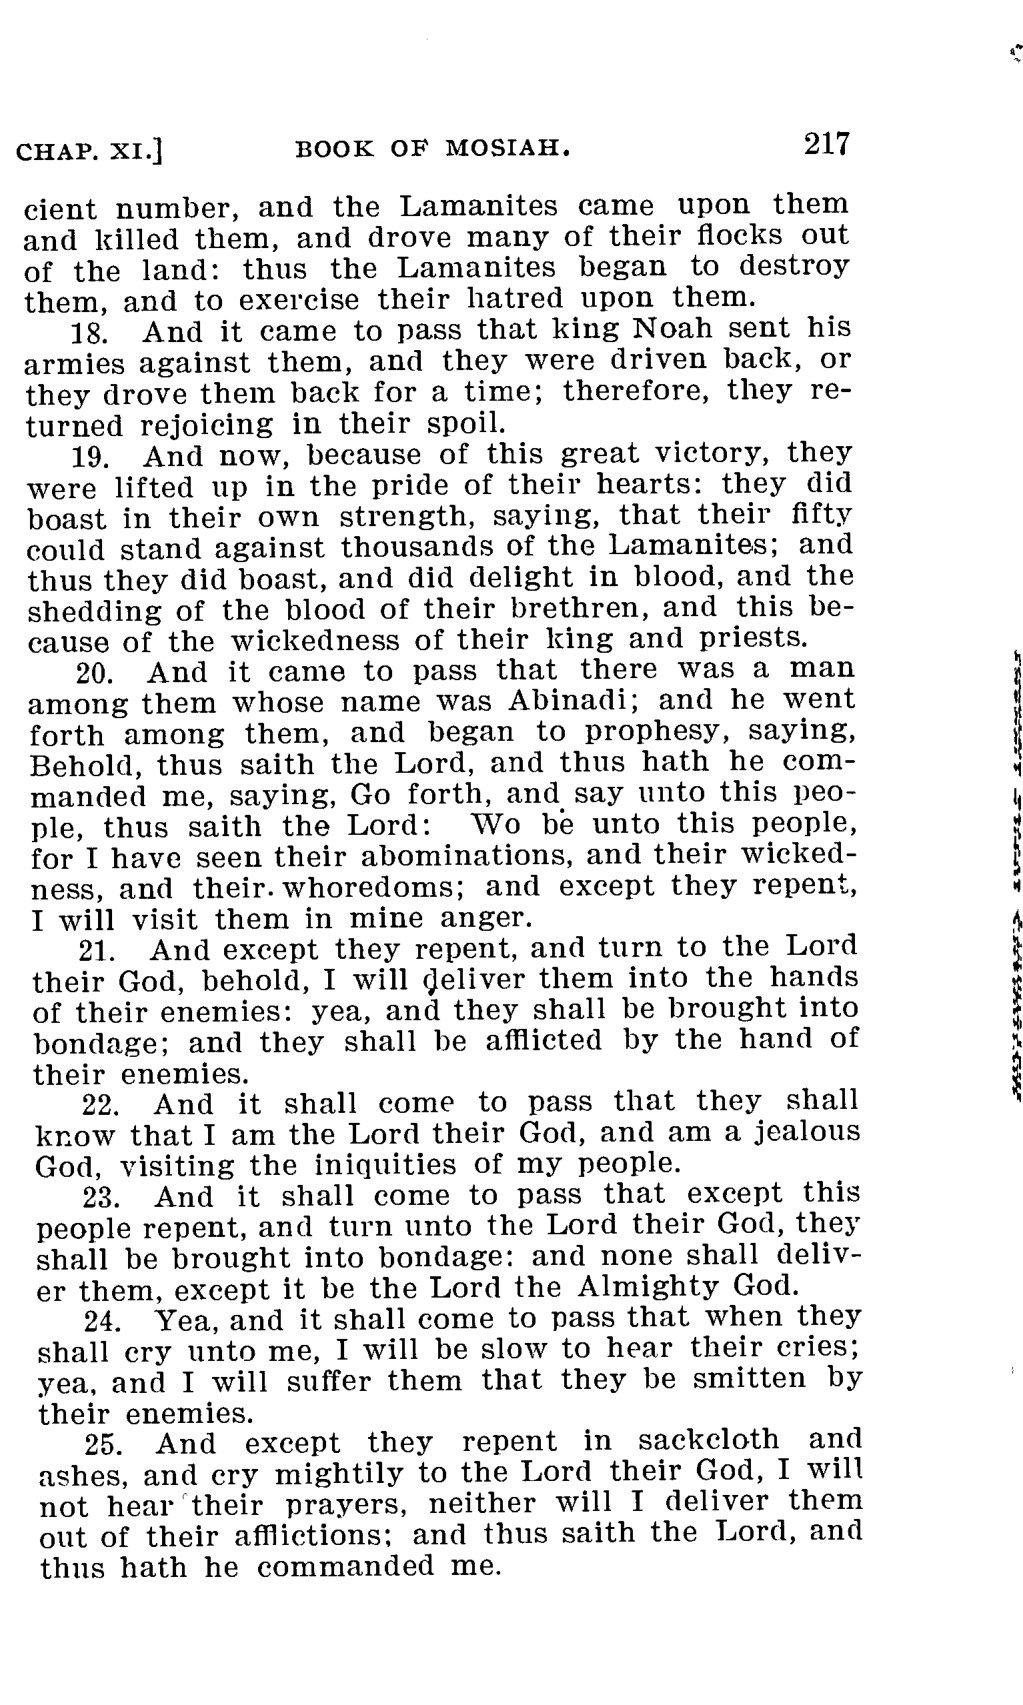 CHAP. XI.] BOOK OF MOSIAH. 217
cient number, and the Lamanites came upon them
and killed them, and drove many of their flocks out
of the land: thus the Lamanites began to destroy
them, and to exercise their hatred upon them.
18. And it came to pass that king Noah sent his
armies against them, and they were driven back, or
they drove them back for a time; therefore, they re-
turned rejoicing in their spoil.
19. And now, because of this great victory, they
were lifted up in the pride of their hearts: they did
boast in their own strength, saying, that their fifty
could stand against thousands of the Lamanites; and
thus they did boast, and did delight in blood, and the
shedding of the blood of their brethren, and this be-
cause of the wickedness of their king and priests.
20. And it came to pass that there was a man
among them whose name was Abinadi; and he went
forth among them, and began to prophesy, saying,
Behold, thus saith the Lord, and thus hath he com-
manded me, saying, Go forth, and say unto this peo-
ple, thus saith the Lord: Wo be unto this people,
for I have seen their abominations, and their wicked-
ness, and their whoredoms; and except they repent,
I will visit them in mine anger.
21. And except they repent, and turn to the Lord
their God, behold, I will deliver them into the hands
of their enemies: yea, and they shall be brought into
bondage; and they shall be afflicted by the hand of
their enemies.
22. And it shall come to pass that they shall
know that I am the Lord their God, and am a jealous
God, visiting the iniquities of my people.
23. And it shall come to pass that except this
people repent, and turn unto the Lord their God, they
shall be brought into bondage: and none shall deliv-
er them, except it be the Lord the Almighty God.
24. Yea, and it shall come to pass that when they
shall cry unto me, I will be slow to hear their cries;
yea, and I will suffer them that they be smitten by
their enemies.
25. And except they repent in sackcloth and
ashes, and cry mightily to the Lord their God, I will
not hear their prayers, neither will I deliver them
out of their afflictions; and thus saith the Lord, and
thus hath he commanded me.